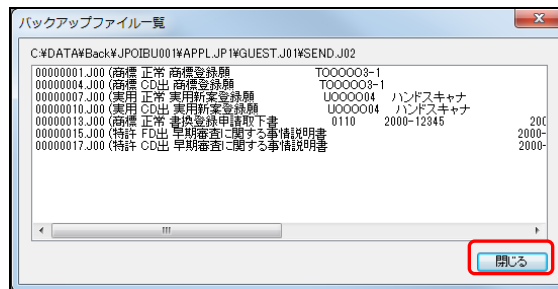 バックアップファイル一覧
C:¥DATA¥Back¥JPOIBU001¥APPL.JP1¥GUEST.J01¥SEND.J02
00000001.J00 (商標 正常 商標登録願 TO00003-1
00000004.J00 (商標 CD出 商標登録願 TO00003-1
00000007.J00 (実用 正常 実用新案登録願 UO00004 ハンドスキャナ
00000010.J00 (実用 CD出 実用新案登録願 UO00004 ハンドスキャナ
00000013.J00 (商標 正常 書換登録申請取下書 0110 2000-12345 200
00000015.J00 (特許 FD出 早期審査に関する事情説明書 2000-
00000017.J00 (特許 CD出 早期審査に関する事情説明書 2000-
閉じる